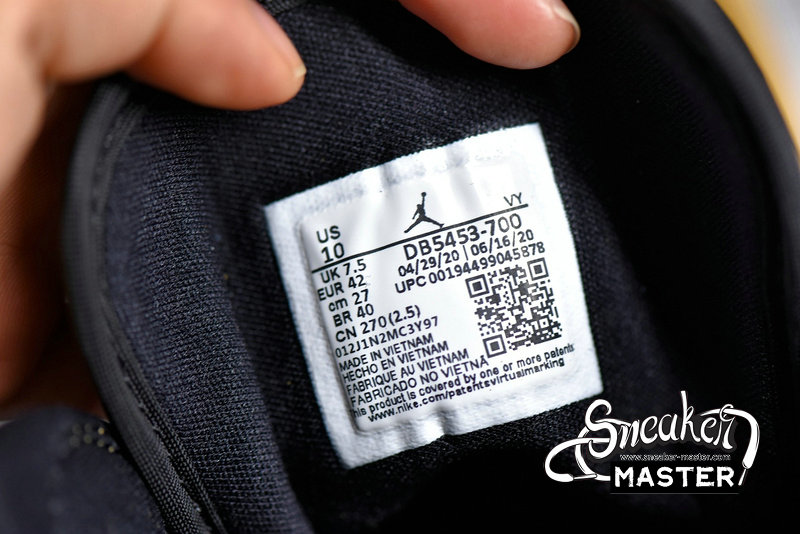 US
10
VY
UK 7.5
DB5453-700
EUR 42
04/29/20 | 06/16/20
cm 27
UPC 00194499045878
BR 40
CN 270(2.5)
012J1N2MC3Y97
MADE IN VIETNAM
HECHO EN VIETNAM
FABRIQUE AU VIETNAM
FABRICADO NO VIETNA
this product is covered by one or more patents
www.nike.com/patentsvirtualmarking
Sneaker
www.sneaker-master.com
MASTER